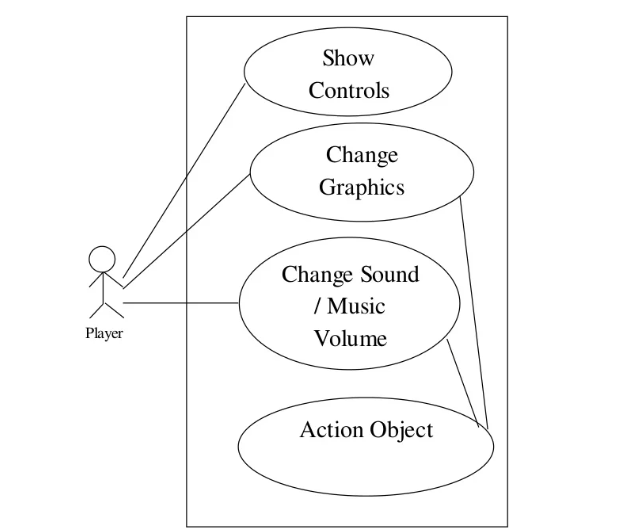 Show
Controls
Change
Graphics
Change Sound
/ Music
Volume
Player
Action Object